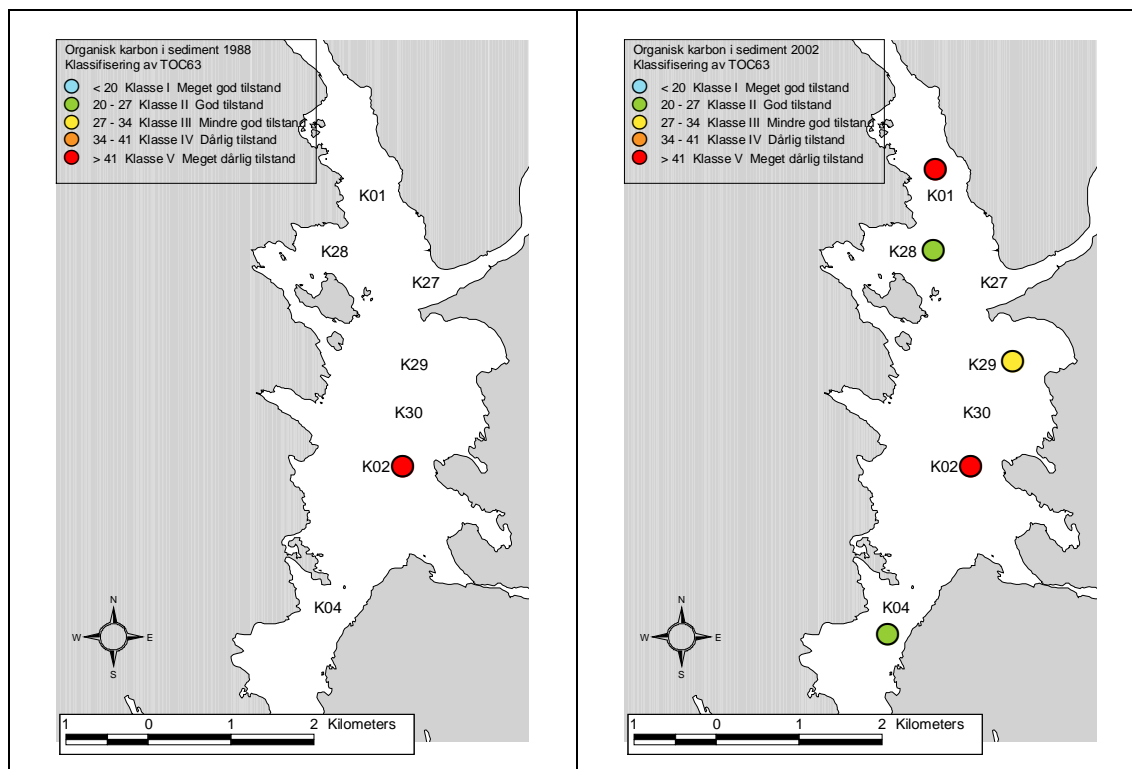 Organisk karbon i sediment 1988
Klassifisering av TOC63
< 20 Klasse I Meget god tilstand
20 - 27 Klasse II God tilstand
27 - 34 Klasse III Mindre god tilstand
34 - 41 Klasse IV Dårlig tilstand
> 41 Klasse V Meget dårlig tilstand
K01
K28
K27
K29
K30
K02
K04
N
W E
S
1 0 1 2 Kilometers
Organisk karbon i sediment 2002
Klassifisering av TOC63
< 20 Klasse I Meget god tilstand
20 - 27 Klasse II God tilstand
27 - 34 Klasse III Mindre god tilstand
34 - 41 Klasse IV Dårlig tilstand
> 41 Klasse V Meget dårlig tilstand
K01
K28
K27
K29
K30
K02
K04
N
W E
S
1 0 1 2 Kilometers